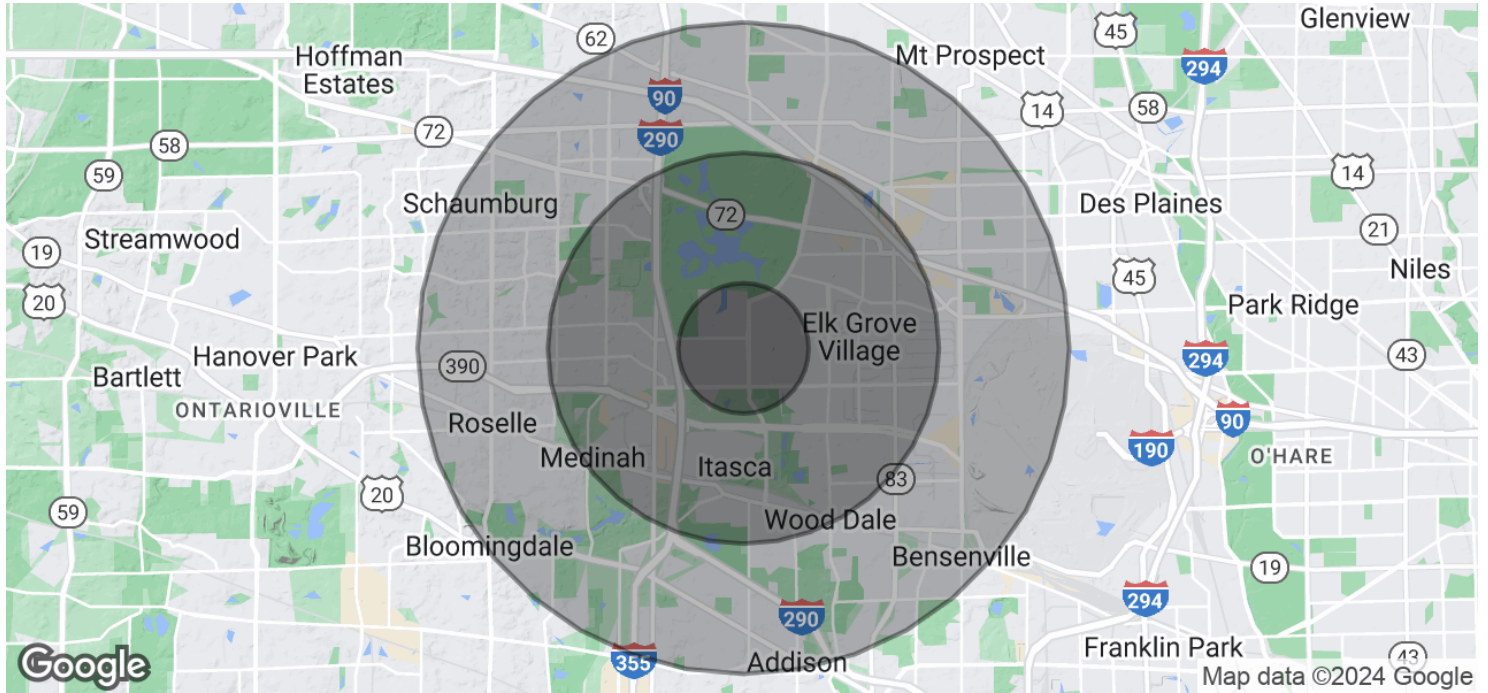 Glenview
62
45
Hoffman
Estates
Mt Prospect
294
90
14
58
72
290
58
59
14
Schaumburg
Des Plaines
72
21
Streamwood
19
Niles
45
20
Park Ridge
Elk Grove
Village
Hanover Park
294
43
390
Bartlett
ONTARIOVILLE
Roselle
90
190
O'HARE
Medinah
Itasca
83
20
59
Wood Dale
Bloomingdale
Bensenville
19
294
290
Franklin Park
43
355
Addison
Google
Map data ©2024 Google